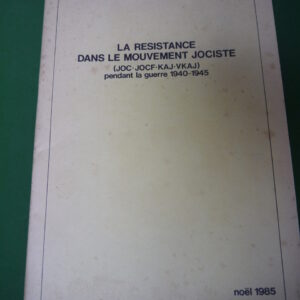 LA RESISTANCE
DANS LE MOUVEMENT JOCISTE
(JOC-JOCF-KAJ-VKAJ)
pendant la guerre 1940-1945
noël 1985